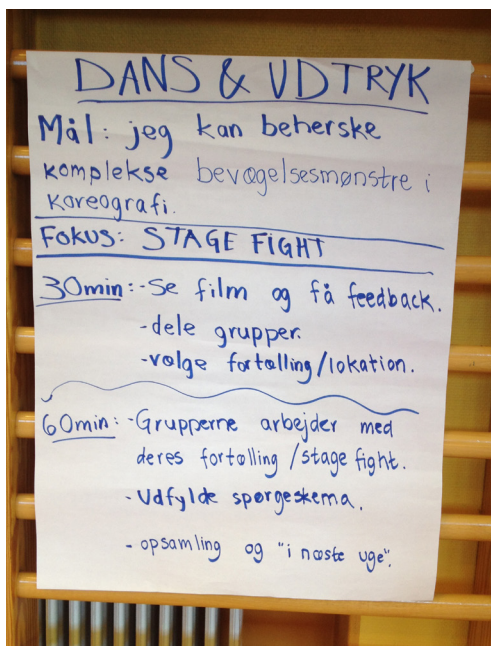 DANS & UDTRYK
Mål: jeg kan beherske
komplekse bevægelsesmønstre i
koreografi.
FOKUS: STAGE FIGHT
30min: -Se film og få feedback.
-dele grupper.
-vælge fortælling/lokation.
60min: -Grupperne arbejder med
deres fortælling/stage fight.
-Udfylde spørgeskema.
-opsamling og "i næste uge".